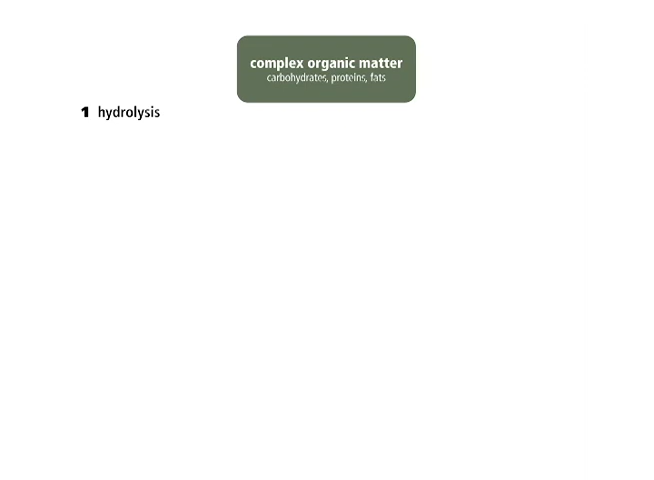 complex organic matter
carbohydrates, proteins, fats
1 hydrolysis